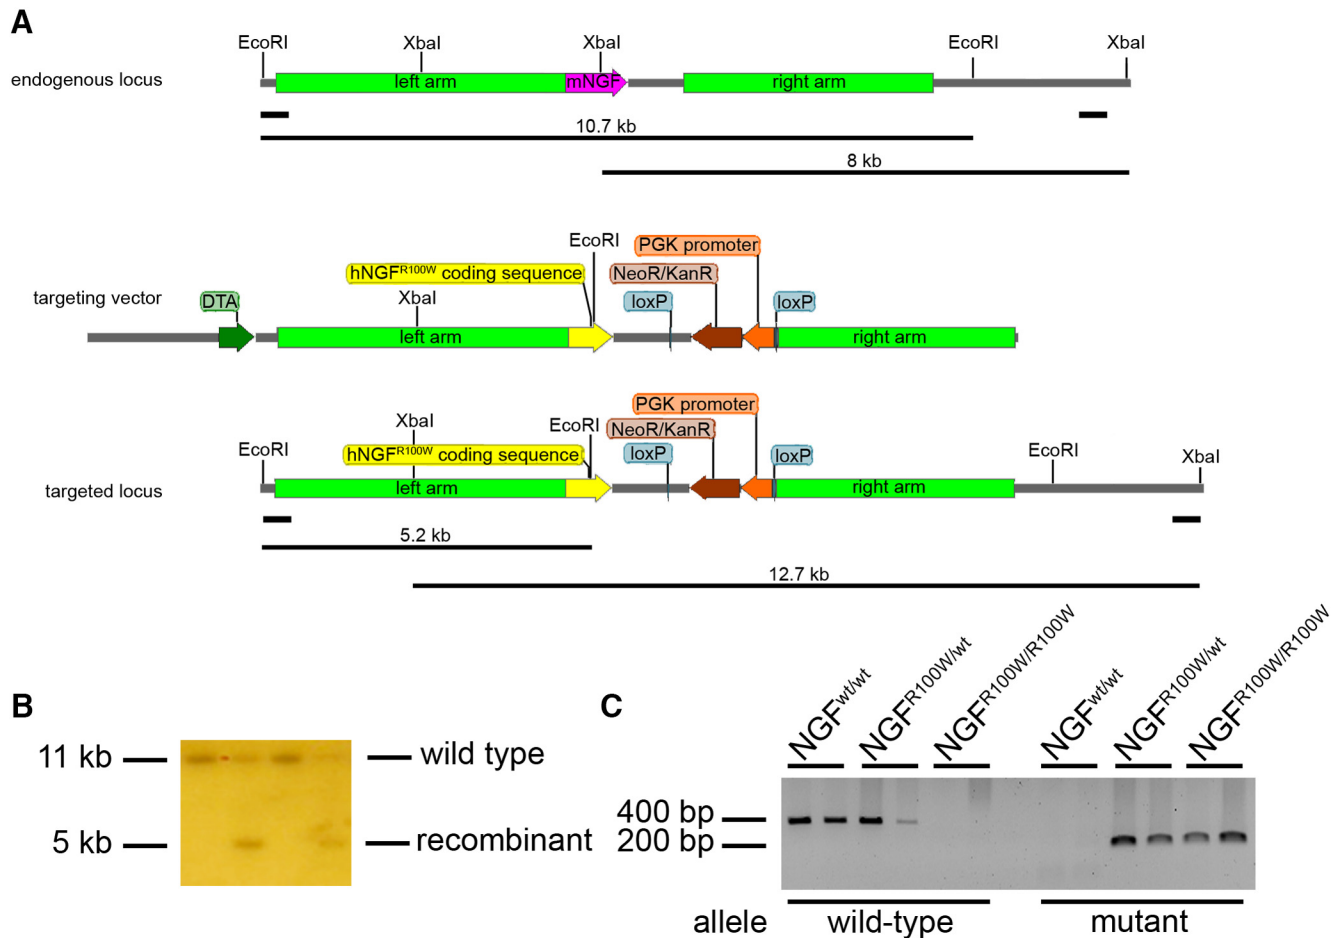 A
EcoRI XbaI XbaI EcoRI XbaI
endogenous locus left arm mNGF right arm
10.7 kb
8 kb
EcoRI PGK promoter
hNGFR100W coding sequence NeoR/KanR
targeting vector DTA XbaI loxP loxP
left arm right arm
PGK promoter
XbaI EcoRI NeoR/KanR
EcoRI hNGFR100W coding sequence loxP loxP EcoRI XbaI
targeted locus left arm right arm
5.2 kb
12.7 kb
B
11 kb wild type
5 kb recombinant
C
NGFwt/wt NGFR100W/wt NGFR100W/R100W NGFwt/wt NGFR100W/wt NGFR100W/R100W
400 bp
200 bp
allele wild-type mutant